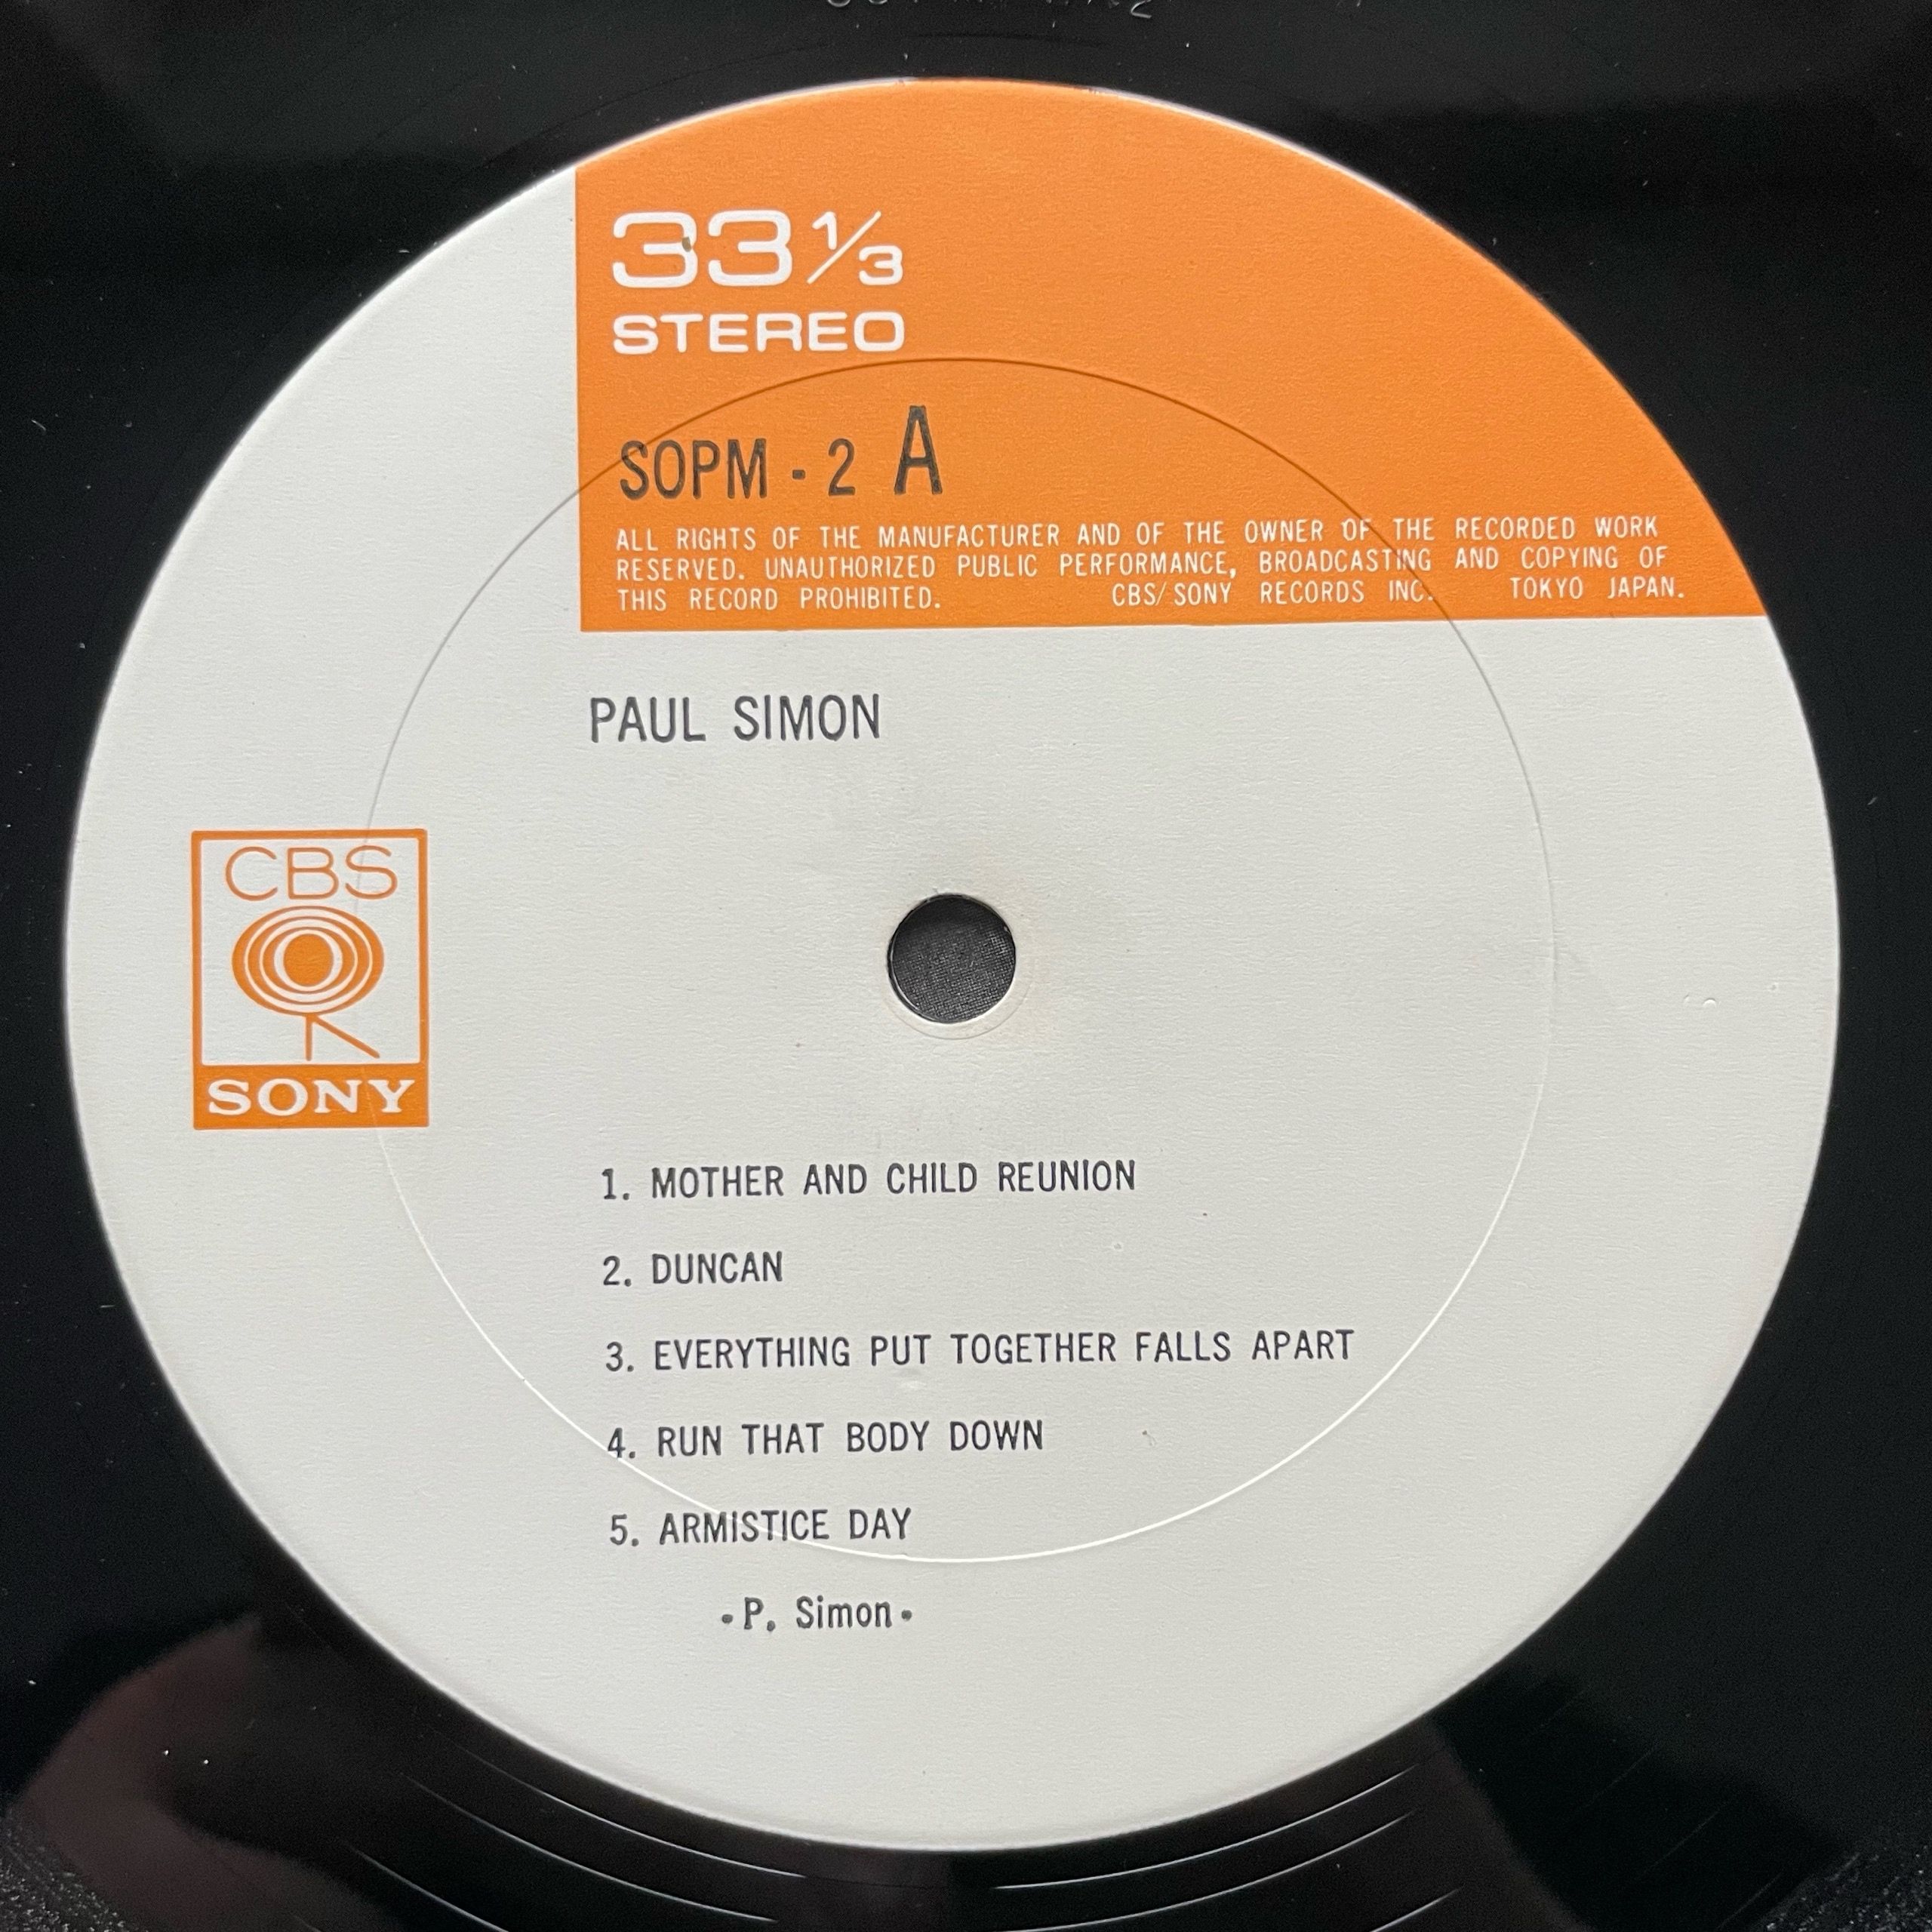 33 1/3
STEREO
SOPM - 2 A
ALL RIGHTS OF THE MANUFACTURER AND OF THE OWNER OF THE RECORDED WORK
RESERVED. UNAUTHORIZED PUBLIC PERFORMANCE, BROADCASTING AND COPYING OF
THIS RECORD PROHIBITED. CBS/SONY RECORDS INC. TOKYO JAPAN.
PAUL SIMON
CBS
SONY
1. MOTHER AND CHILD REUNION
2. DUNCAN
3. EVERYTHING PUT TOGETHER FALLS APART
4. RUN THAT BODY DOWN
5. ARMISTICE DAY
-P. Simon-